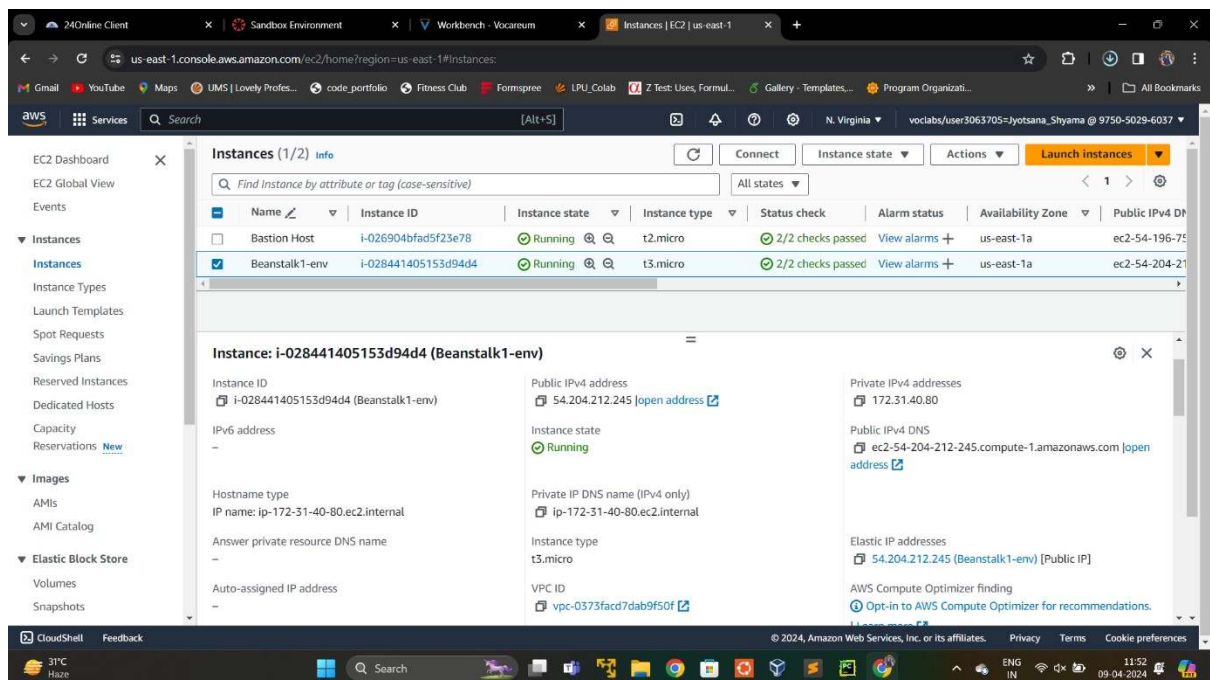 24Online Client
Sandbox Environment
Workbench - Vocareum
Instances | EC2 | us-east-1
us-east-1.console.aws.amazon.com/ec2/home?region=us-east-1#Instances:
Gmail YouTube Maps UMS | Lovely Profes... code_portfolio Fitness Club Formspree LPU_Colab Z Test: Uses, Formul... Gallery - Templates,... Program Organizati... » All Bookmarks
aws Services Search [Alt+S] N. Virginia voclabs/user3063705=Jyotsana_Shyama @ 9750-5029-6037
EC2 Dashboard
EC2 Global View
Events
Instances
Instances
Instance Types
Launch Templates
Spot Requests
Savings Plans
Reserved Instances
Dedicated Hosts
Capacity
Reservations New
Images
AMIs
AMI Catalog
Elastic Block Store
Volumes
Snapshots
Instances (1/2) Info
Connect Instance state Actions Launch instances
Find Instance by attribute or tag (case-sensitive) All states 1
Name Instance ID Instance state Instance type Status check Alarm status Availability Zone Public IPv4 DN
Bastion Host i-026904bfad5f23e78 Running t2.micro 2/2 checks passed View alarms + us-east-1a ec2-54-196-75
Beanstalk1-env i-028441405153d94d4 Running t3.micro 2/2 checks passed View alarms + us-east-1a ec2-54-204-21
Instance: i-028441405153d94d4 (Beanstalk1-env)
Instance ID Public IPv4 address Private IPv4 addresses
i-028441405153d94d4 (Beanstalk1-env) 54.204.212.245 |open address 172.31.40.80
IPv6 address Instance state Public IPv4 DNS
– Running ec2-54-204-212-245.compute-1.amazonaws.com |open
address
Hostname type Private IP DNS name (IPv4 only)
IP name: ip-172-31-40-80.ec2.internal ip-172-31-40-80.ec2.internal
Answer private resource DNS name Instance type Elastic IP addresses
– t3.micro 54.204.212.245 (Beanstalk1-env) [Public IP]
Auto-assigned IP address VPC ID AWS Compute Optimizer finding
– vpc-0373facd7dab9f50f Opt-in to AWS Compute Optimizer for recommendations.
CloudShell Feedback © 2024, Amazon Web Services, Inc. or its affiliates. Privacy Terms Cookie preferences
31°C
Haze
Search
ENG
IN
11:52
09-04-2024